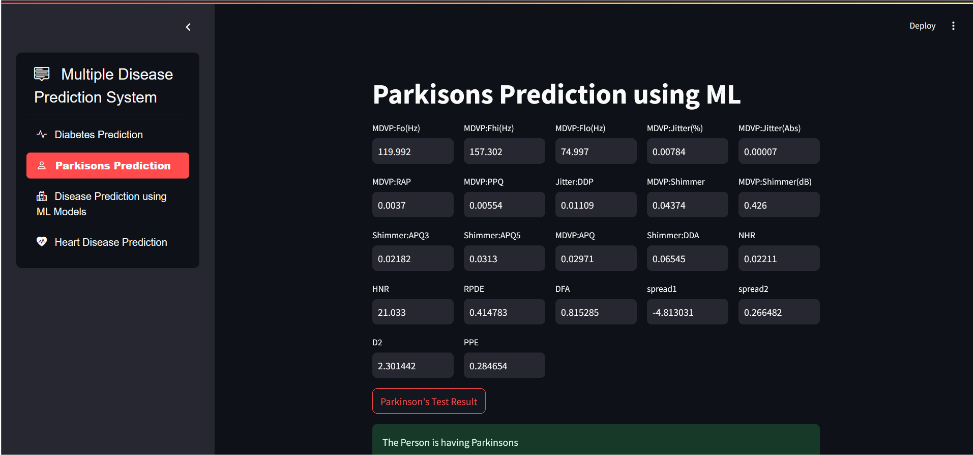 Deploy
Multiple Disease
Prediction System
Diabetes Prediction
Parkisons Prediction
Disease Prediction using
ML Models
Heart Disease Prediction
Parkisons Prediction using ML
MDVP:Fo(Hz) MDVP:Fhi(Hz) MDVP:Flo(Hz) MDVP:Jitter(%) MDVP:Jitter(Abs)
119.992 157.302 74.997 0.00784 0.00007
MDVP:RAP MDVP:PPQ Jitter:DDP MDVP:Shimmer MDVP:Shimmer(dB)
0.0037 0.00554 0.01109 0.04374 0.426
Shimmer:APQ3 Shimmer:APQ5 MDVP:APQ Shimmer:DDA NHR
0.02182 0.0313 0.02971 0.06545 0.02211
HNR RPDE DFA spread1 spread2
21.033 0.414783 0.815285 -4.813031 0.266482
D2 PPE
2.301442 0.284654
Parkinson's Test Result
The Person is having Parkinsons